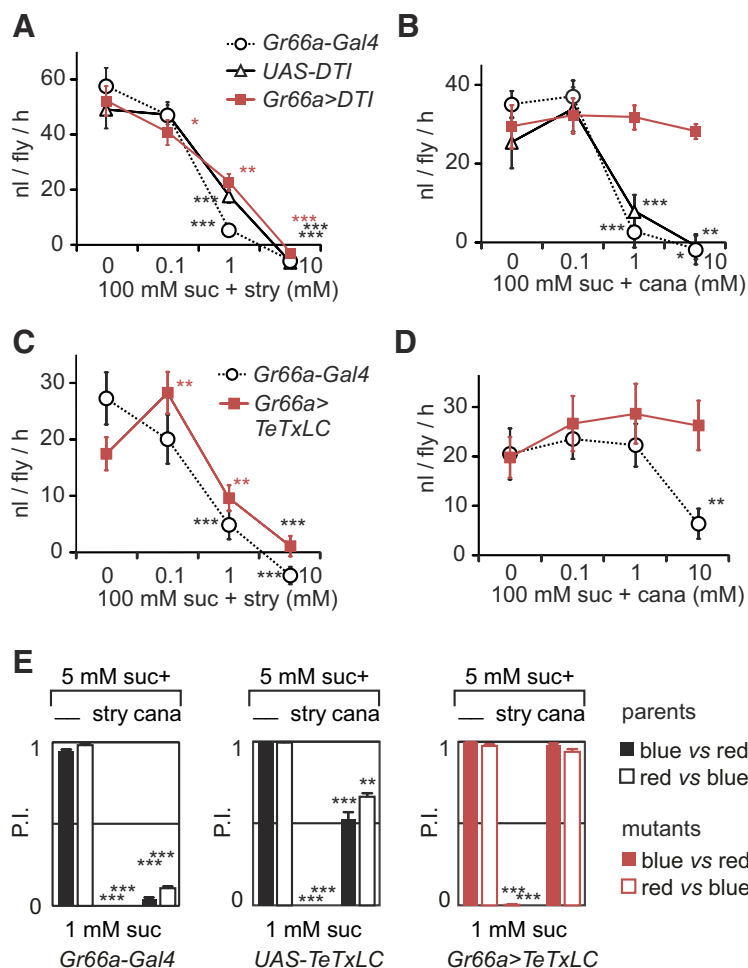 A
Gr66a-Gal4
UAS-DTI
Gr66a>DTI
nl / fly / h
60
40
20
0
*
**
***
***
***
***
***
0 0.1 1 10
100 mM suc + stry (mM)
B
nl / fly / h
40
20
0
***
***
**
*
0 0.1 1 10
100 mM suc + cana (mM)
C
Gr66a-Gal4
Gr66a>
TeTxLC
nl / fly / h
30
20
10
0
**
**
***
***
***
0 0.1 1 10
100 mM suc + stry (mM)
D
nl / fly / h
30
20
10
0
**
0 0.1 1 10
100 mM suc + cana (mM)
E
5 mM suc+
— stry cana
P.I.
1
0
***
***
***
***
1 mM suc
Gr66a-Gal4
5 mM suc+
— stry cana
P.I.
1
0
***
***
***
**
1 mM suc
UAS-TeTxLC
5 mM suc+
— stry cana
P.I.
1
0
***
***
1 mM suc
Gr66a>TeTxLC
parents
blue vs red
red vs blue
mutants
blue vs red
red vs blue